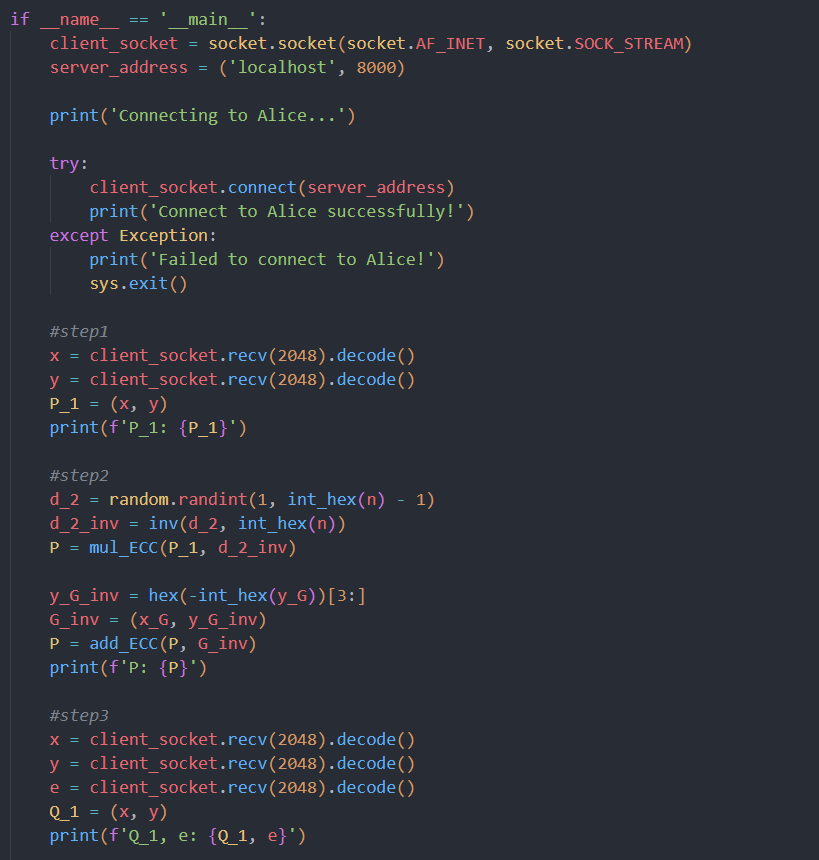 if __name__ == '__main__':
    client_socket = socket.socket(socket.AF_INET, socket.SOCK_STREAM)
    server_address = ('localhost', 8000)

    print('Connecting to Alice...')

    try:
        client_socket.connect(server_address)
        print('Connect to Alice successfully!')
    except Exception:
        print('Failed to connect to Alice!')
        sys.exit()

    #step1
    x = client_socket.recv(2048).decode()
    y = client_socket.recv(2048).decode()
    P_1 = (x, y)
    print(f'P_1: {P_1}')

    #step2
    d_2 = random.randint(1, int_hex(n) - 1)
    d_2_inv = inv(d_2, int_hex(n))
    P = mul_ECC(P_1, d_2_inv)

    y_G_inv = hex(-int_hex(y_G))[3:]
    G_inv = (x_G, y_G_inv)
    P = add_ECC(P, G_inv)
    print(f'P: {P}')

    #step3
    x = client_socket.recv(2048).decode()
    y = client_socket.recv(2048).decode()
    e = client_socket.recv(2048).decode()
    Q_1 = (x, y)
    print(f'Q_1, e: {Q_1, e}')